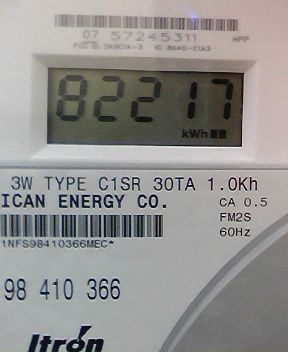 07 57245311 HPP
82217
kWh
3W TYPE C1SR 30TA 1.0Kh
ICAN ENERGY CO. CA 0.5
FM2S
1NFS98410366MEC* 60Hz
98 410 366
Itron